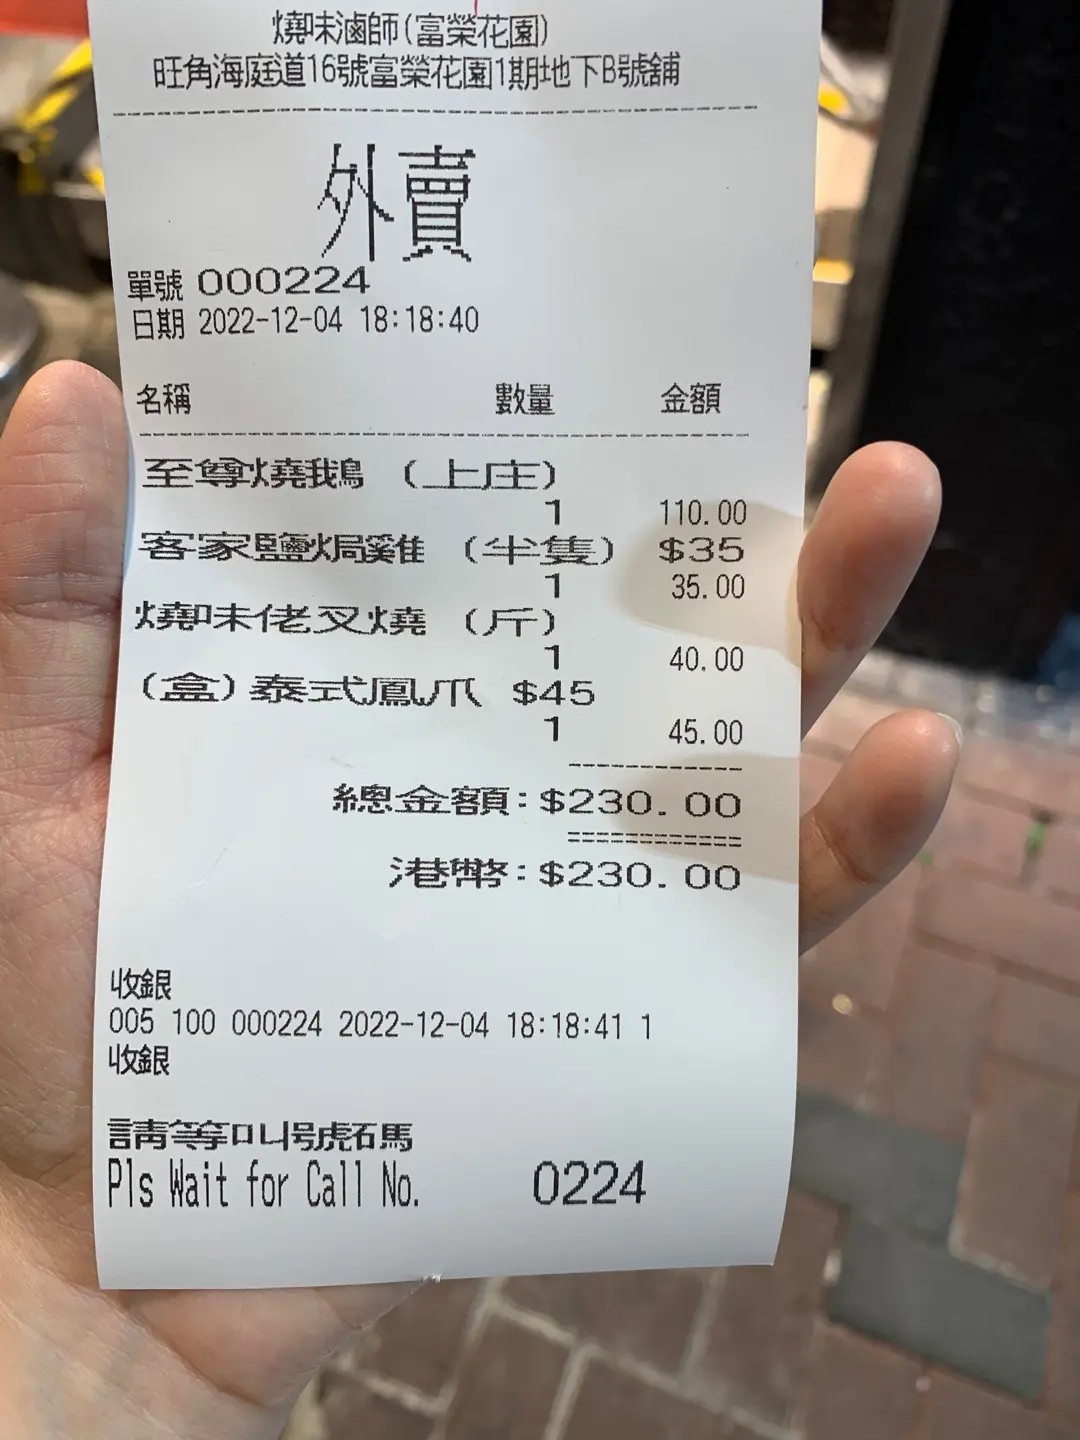 燒味滷師(富榮花園)
旺角海庭道16號富榮花園1期地下B號舖
外賣
單號 000224
日期 2022-12-04 18:18:40
名稱 數量 金額
至尊燒鵝 (上庄)
1 110.00
客家鹽焗雞 (半隻) $35
1 35.00
燒味佬叉燒 (斤)
1 40.00
(盒)泰式鳳爪 $45
1 45.00
總金額:$230.00
港幣:$230.00
收銀
005 100 000224 2022-12-04 18:18:41 1
收銀
請等叫号號碼
Pls Wait for Call No. 0224